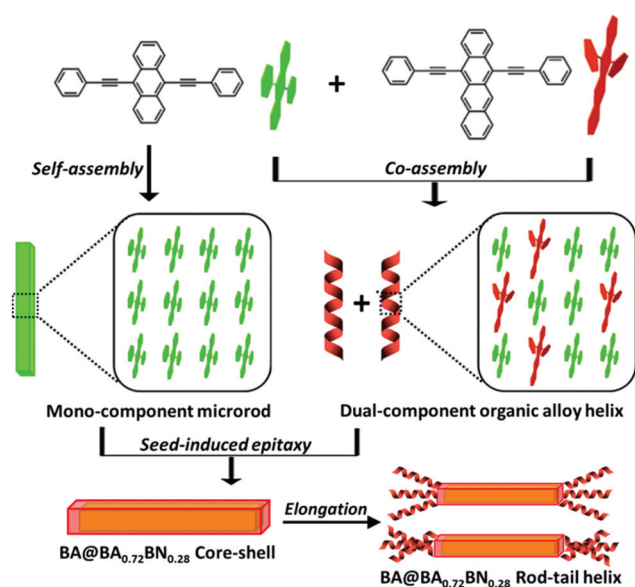 +
Self-assembly
Co-assembly
+
Mono-component microrod
Dual-component organic alloy helix
Seed-induced epitaxy
Elongation
BA@BA0.72BN0.28 Core-shell
BA@BA0.72BN0.28 Rod-tail helix